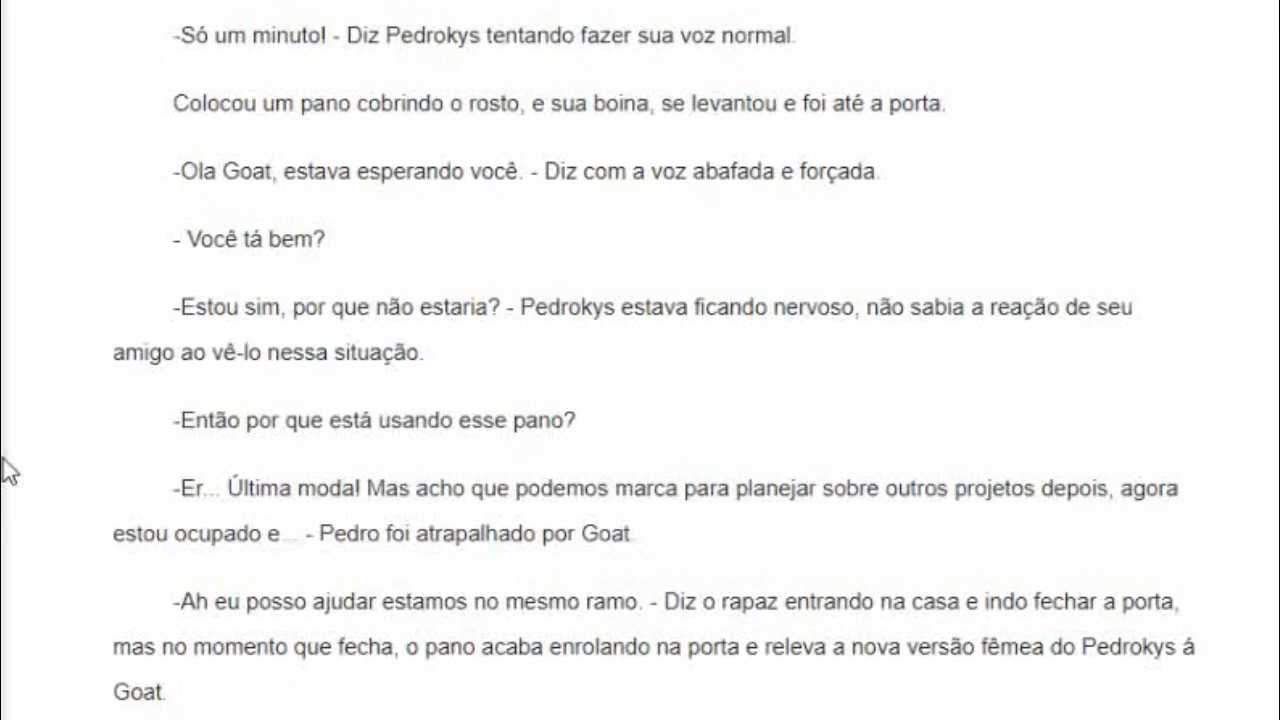 -Só um minuto! - Diz Pedrokys tentando fazer sua voz normal.
Colocou um pano cobrindo o rosto, e sua boina, se levantou e foi até a porta.
-Ola Goat, estava esperando você. - Diz com a voz abafada e forçada.
- Você tá bem?
-Estou sim, por que não estaria? - Pedrokys estava ficando nervoso, não sabia a reação de seu
amigo ao vê-lo nessa situação.
-Então por que está usando esse pano?
-Er... Última moda! Mas acho que podemos marca para planejar sobre outros projetos depois, agora
estou ocupado e... - Pedro foi atrapalhado por Goat.
-Ah eu posso ajudar estamos no mesmo ramo. - Diz o rapaz entrando na casa e indo fechar a porta,
mas no momento que fecha, o pano acaba enrolando na porta e releva a nova versão fêmea do Pedrokys á
Goat.